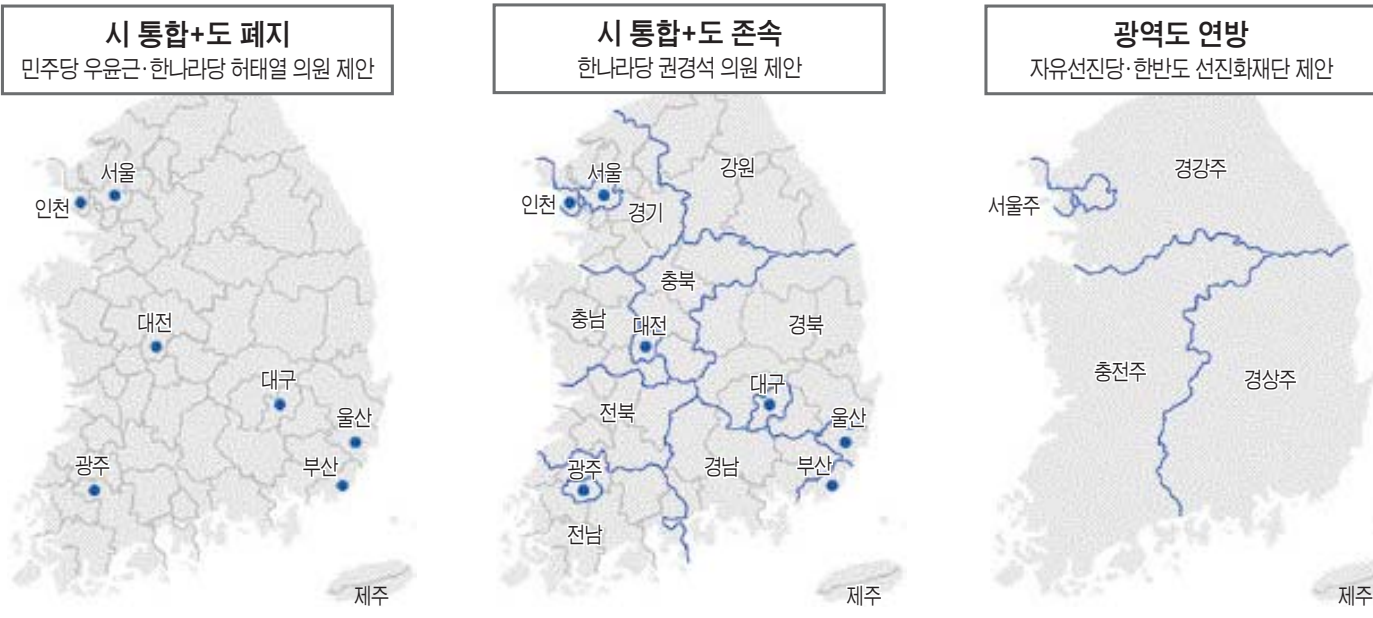 시 통합+도 폐지
민주당 우윤근·한나라당 허태열 의원 제안
서울
인천
대전
대구
울산
광주
부산
제주
시 통합+도 존속
한나라당 권경석 의원 제안
강원
서울
인천
경기
충북
충남
대전
경북
대구
전북
울산
광주
경남
부산
전남
제주
광역도 연방
자유선진당·한반도 선진화재단 제안
경강주
서울주
충전주
경상주
제주